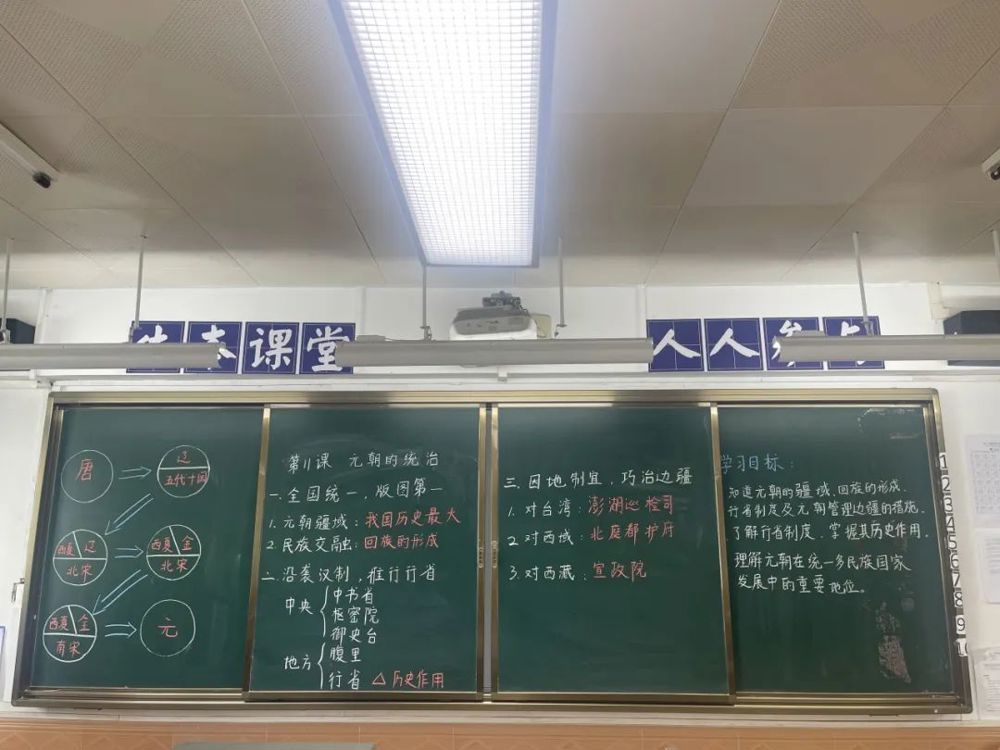 课堂
人人
唐
辽
五代十国
西夏 辽
北宋
西夏 金
北宋
西夏 金
南宋
元
第11课 元朝的统治
一.全国统一,版图第一
1.元朝疆域:我国历史最大
2.民族交融:回族的形成
二.沿袭汉制,推行行省
中央
中书省
枢密院
御史台
地方
腹里
行省 △历史作用
三.因地制宜,巧治边疆
1.对台湾:澎湖巡检司
2.对西域:北庭都护府
3.对西藏:宣政院
学习目标:
知道元朝的疆域、回族的形成、
行省制度及元朝管理边疆的措施.
了解行省制度,掌握其历史作用.
理解元朝在统一多民族国家
发展中的重要地位。
1
2
3
4
5
6
7
8
9